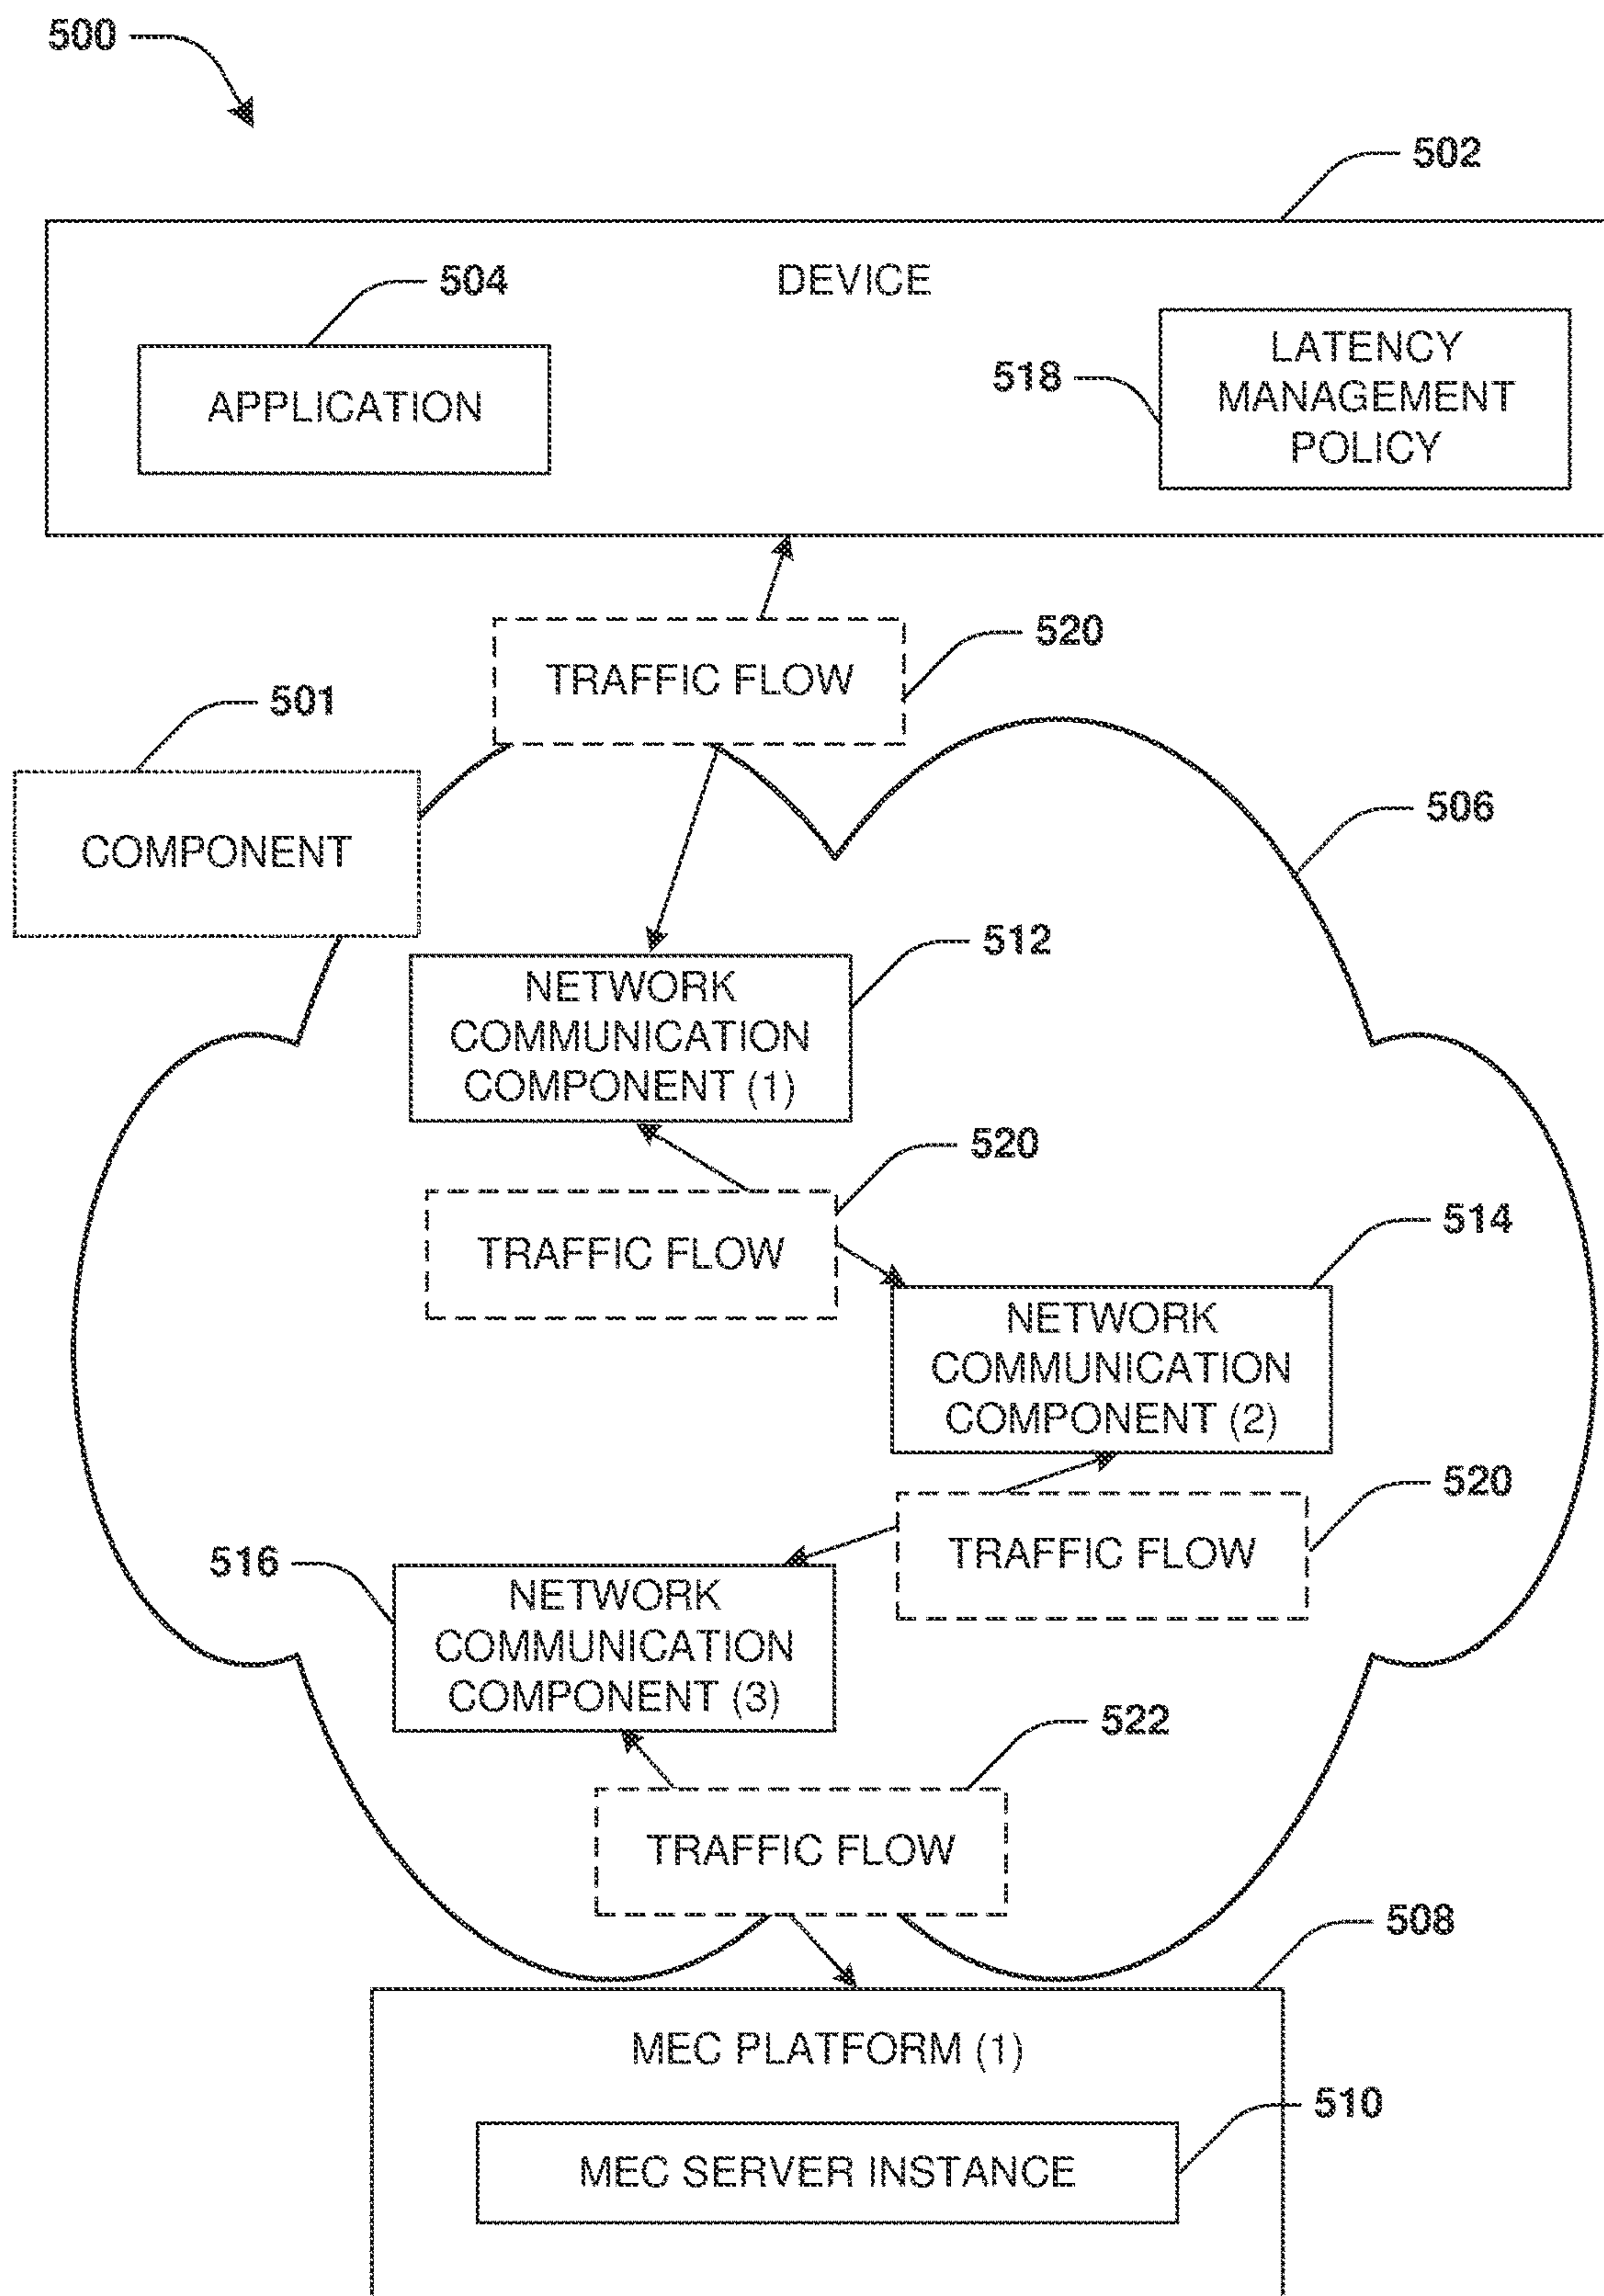 500
502
504
DEVICE
APPLICATION
518
LATENCY
MANAGEMENT
POLICY
520
TRAFFIC FLOW
501
COMPONENT
506
512
NETWORK
COMMUNICATION
COMPONENT (1)
520
TRAFFIC FLOW
514
NETWORK
COMMUNICATION
COMPONENT (2)
520
TRAFFIC FLOW
516
NETWORK
COMMUNICATION
COMPONENT (3)
522
TRAFFIC FLOW
508
MEC PLATFORM (1)
510
MEC SERVER INSTANCE